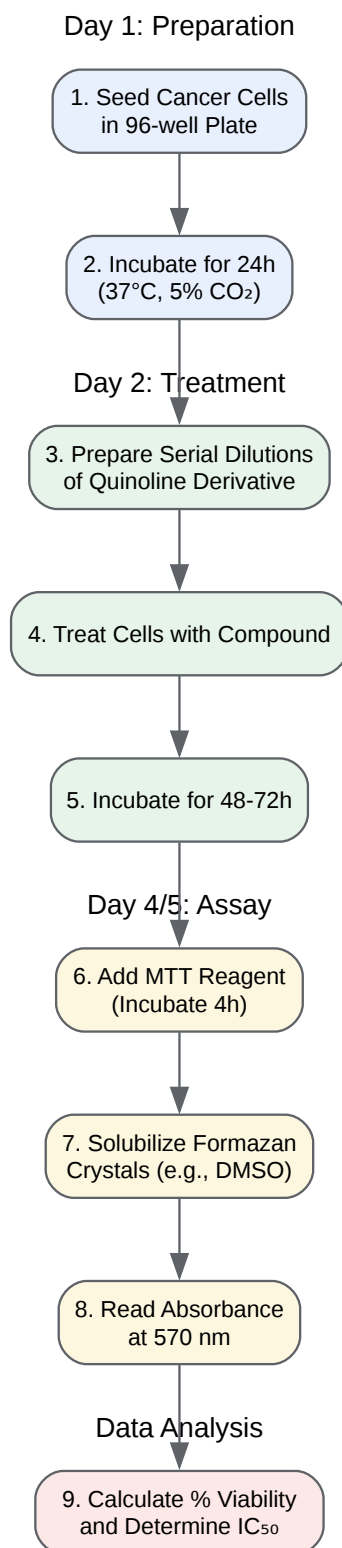 Day 1: Preparation
1. Seed Cancer Cells
in 96-well Plate
2. Incubate for 24h
(37°C, 5% CO₂)
Day 2: Treatment
3. Prepare Serial Dilutions
of Quinoline Derivative
4. Treat Cells with Compound
5. Incubate for 48-72h
Day 4/5: Assay
6. Add MTT Reagent
(Incubate 4h)
7. Solubilize Formazan
Crystals (e.g., DMSO)
8. Read Absorbance
at 570 nm
Data Analysis
9. Calculate % Viability
and Determine IC₅₀